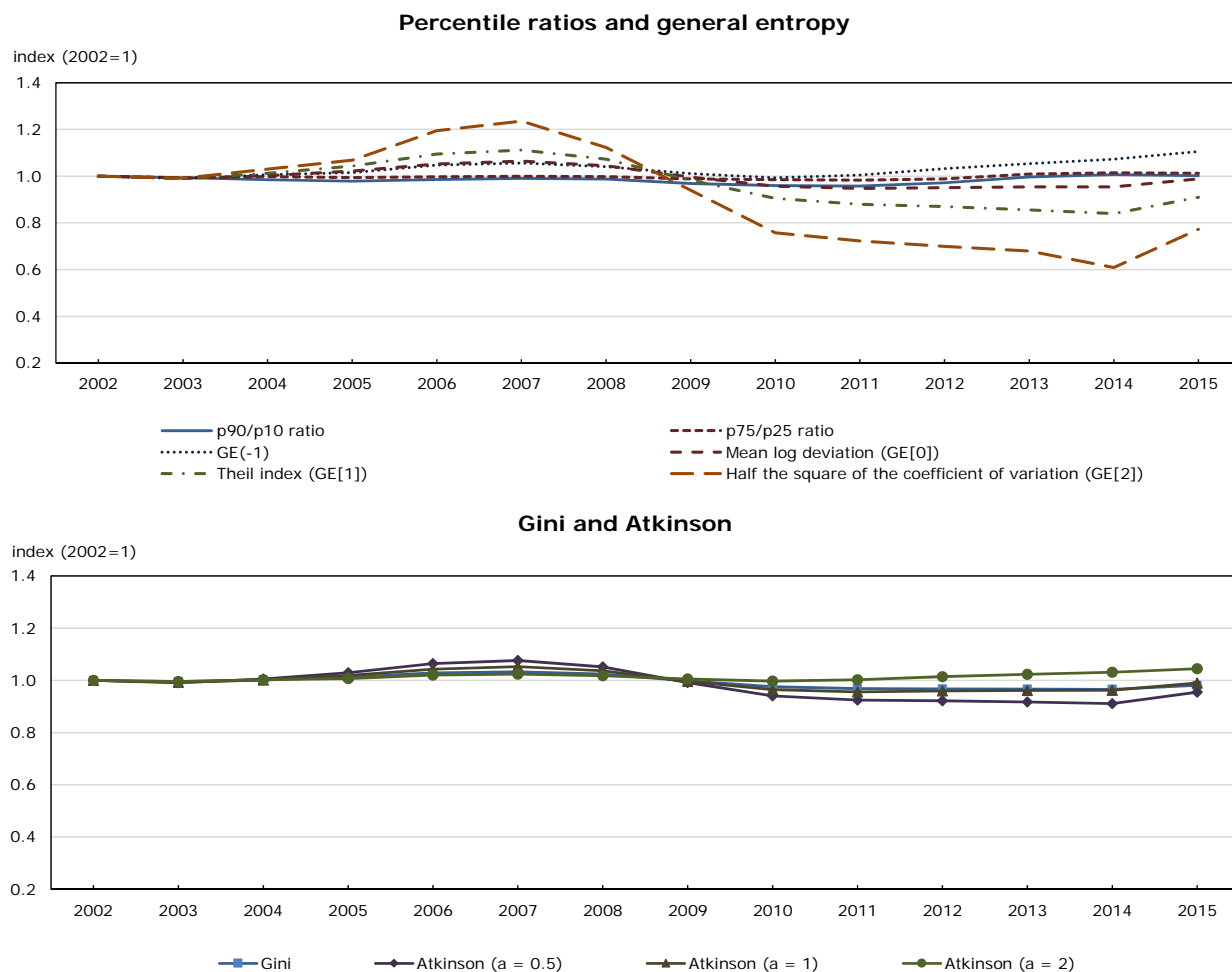 Percentile ratios and general entropy
index (2002=1)
1.4
1.2
1.0
0.8
0.6
0.4
0.2
2002 2003 2004 2005 2006 2007 2008 2009 2010 2011 2012 2013 2014 2015
p90/p10 ratio p75/p25 ratio
GE(-1) Mean log deviation (GE[0])
Theil index (GE[1]) Half the square of the coefficient of variation (GE[2])
Gini and Atkinson
index (2002=1)
1.4
1.2
1.0
0.8
0.6
0.4
0.2
2002 2003 2004 2005 2006 2007 2008 2009 2010 2011 2012 2013 2014 2015
Gini Atkinson (a = 0.5) Atkinson (a = 1) Atkinson (a = 2)